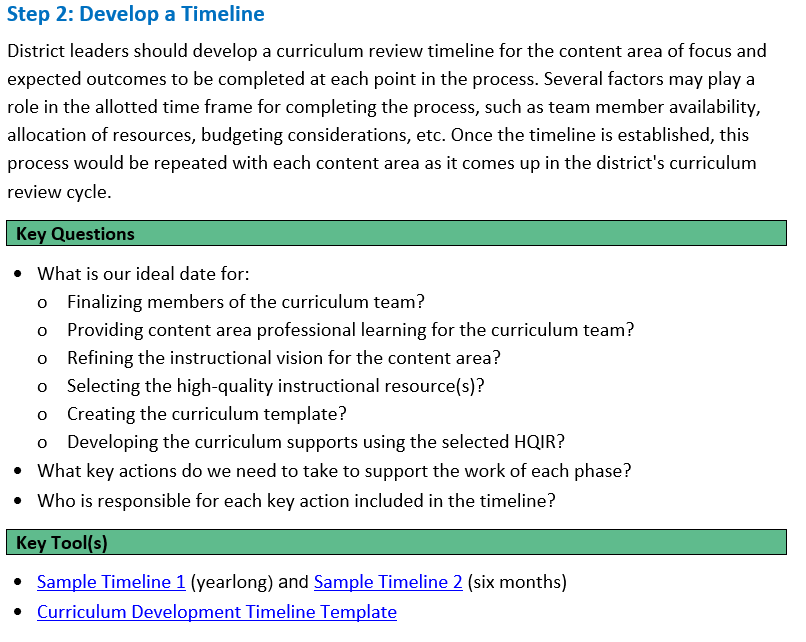 Step 2: Develop a Timeline
District leaders should develop a curriculum review timeline for the content area of focus and
expected outcomes to be completed at each point in the process. Several factors may play a
role in the allotted time frame for completing the process, such as team member availability,
allocation of resources, budgeting considerations, etc. Once the timeline is established, this
process would be repeated with each content area as it comes up in the district's curriculum
review cycle.
Key Questions
• What is our ideal date for:
o Finalizing members of the curriculum team?
o Providing content area professional learning for the curriculum team?
o Refining the instructional vision for the content area?
o Selecting the high-quality instructional resource(s)?
o Creating the curriculum template?
o Developing the curriculum supports using the selected HQIR?
• What key actions do we need to take to support the work of each phase?
• Who is responsible for each key action included in the timeline?
Key Tool(s)
• Sample Timeline 1 (yearlong) and Sample Timeline 2 (six months)
• Curriculum Development Timeline Template